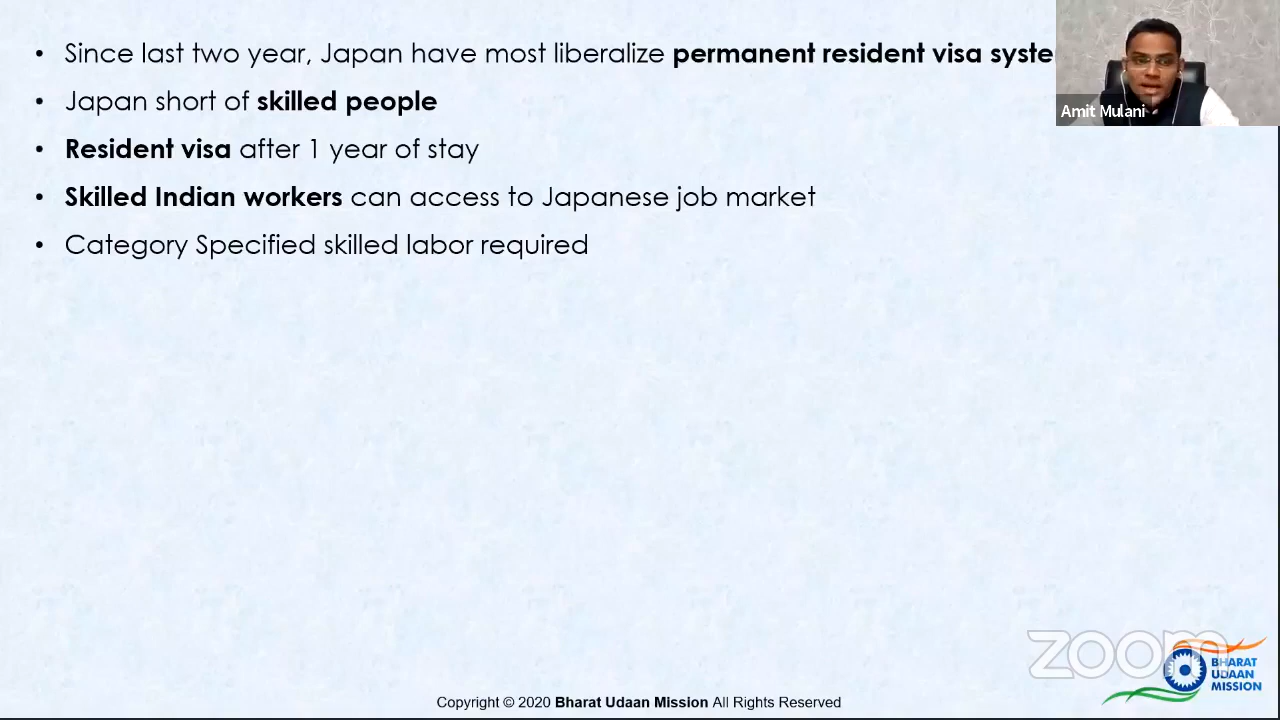 • Since last two year, Japan have most liberalize permanent resident visa
• Japan short of skilled people
• Resident visa after 1 year of stay
• Skilled Indian workers can access to Japanese job market
• Category Specified skilled labor required
Amit Mulani
zoom
BHARAT
UDAAN
MISSION
Copyright © 2020 Bharat Udaan Mission All Rights Reserved